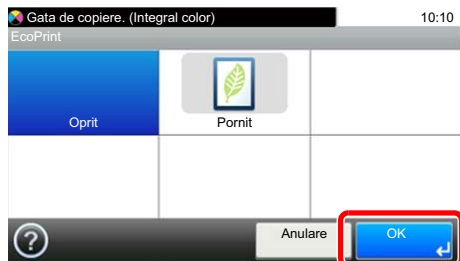 Gata de copiere. (Integral color) 10:10
EcoPrint
Oprit Pornit
? Anulare OK